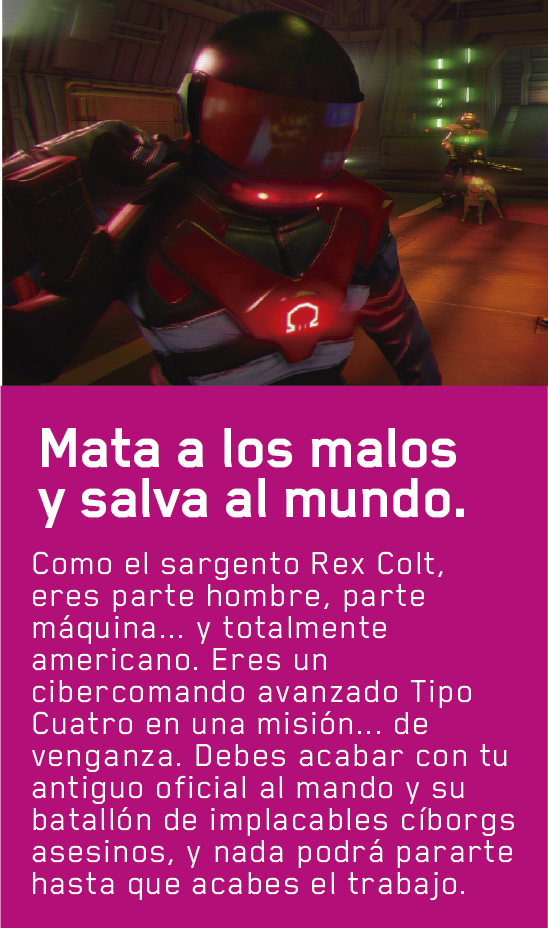 Mata a los malos
y salva al mundo.
Como el sargento Rex Colt,
eres parte hombre, parte
máquina... y totalmente
americano. Eres un
cibercomando avanzado Tipo
Cuatro en una misión... de
venganza. Debes acabar con tu
antiguo oficial al mando y su
batallón de implacables cíborgs
asesinos, y nada podrá pararte
hasta que acabes el trabajo.